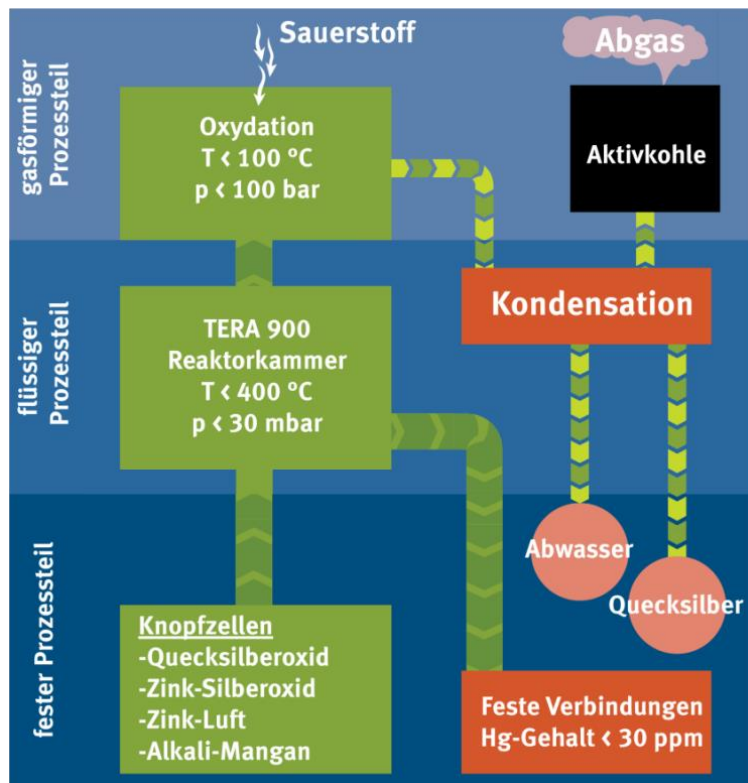 gasförmiger
Prozessteil
Sauerstoff
Abgas
Oxydation
T < 100 °C
p < 100 bar
Aktivkohle
flüssiger
Prozessteil
Kondensation
TERA 900
Reaktorkammer
T < 400 °C
p < 30 mbar
fester Prozessteil
Abwasser
Quecksilber
Knopfzellen
-Quecksilberoxid
-Zink-Silberoxid
-Zink-Luft
-Alkali-Mangan
Feste Verbindungen
Hg-Gehalt < 30 ppm